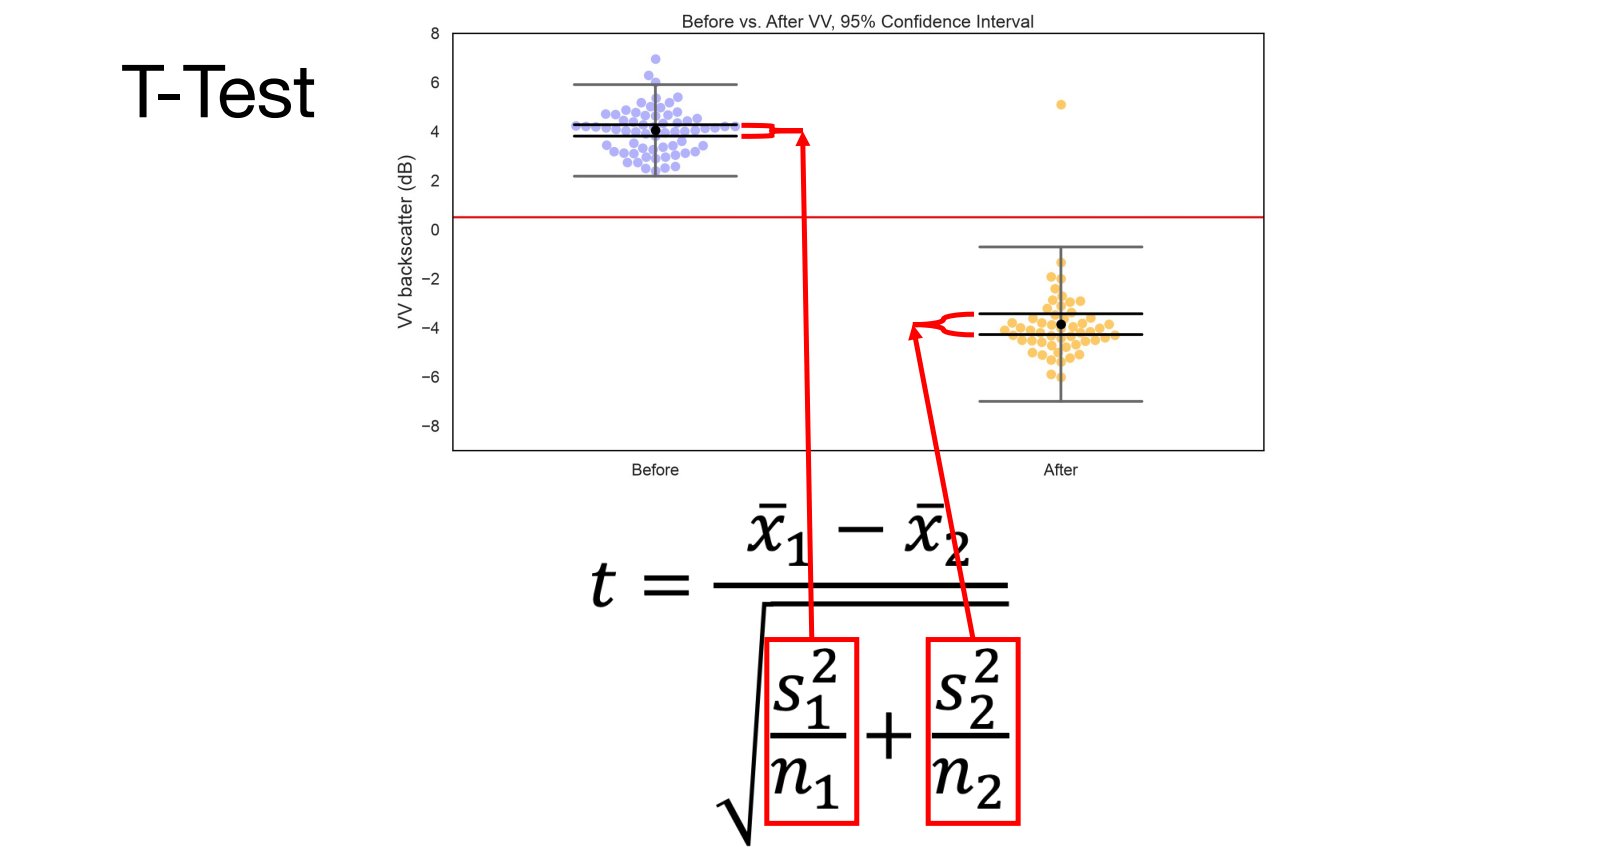 T-Test
Before vs. After VV, 95% Confidence Interval
VV backscatter (dB)
8
6
4
2
0
−2
−4
−6
−8
Before
After
t = (x̄₁ − x̄₂) / √(s₁²/n₁ + s₂²/n₂)